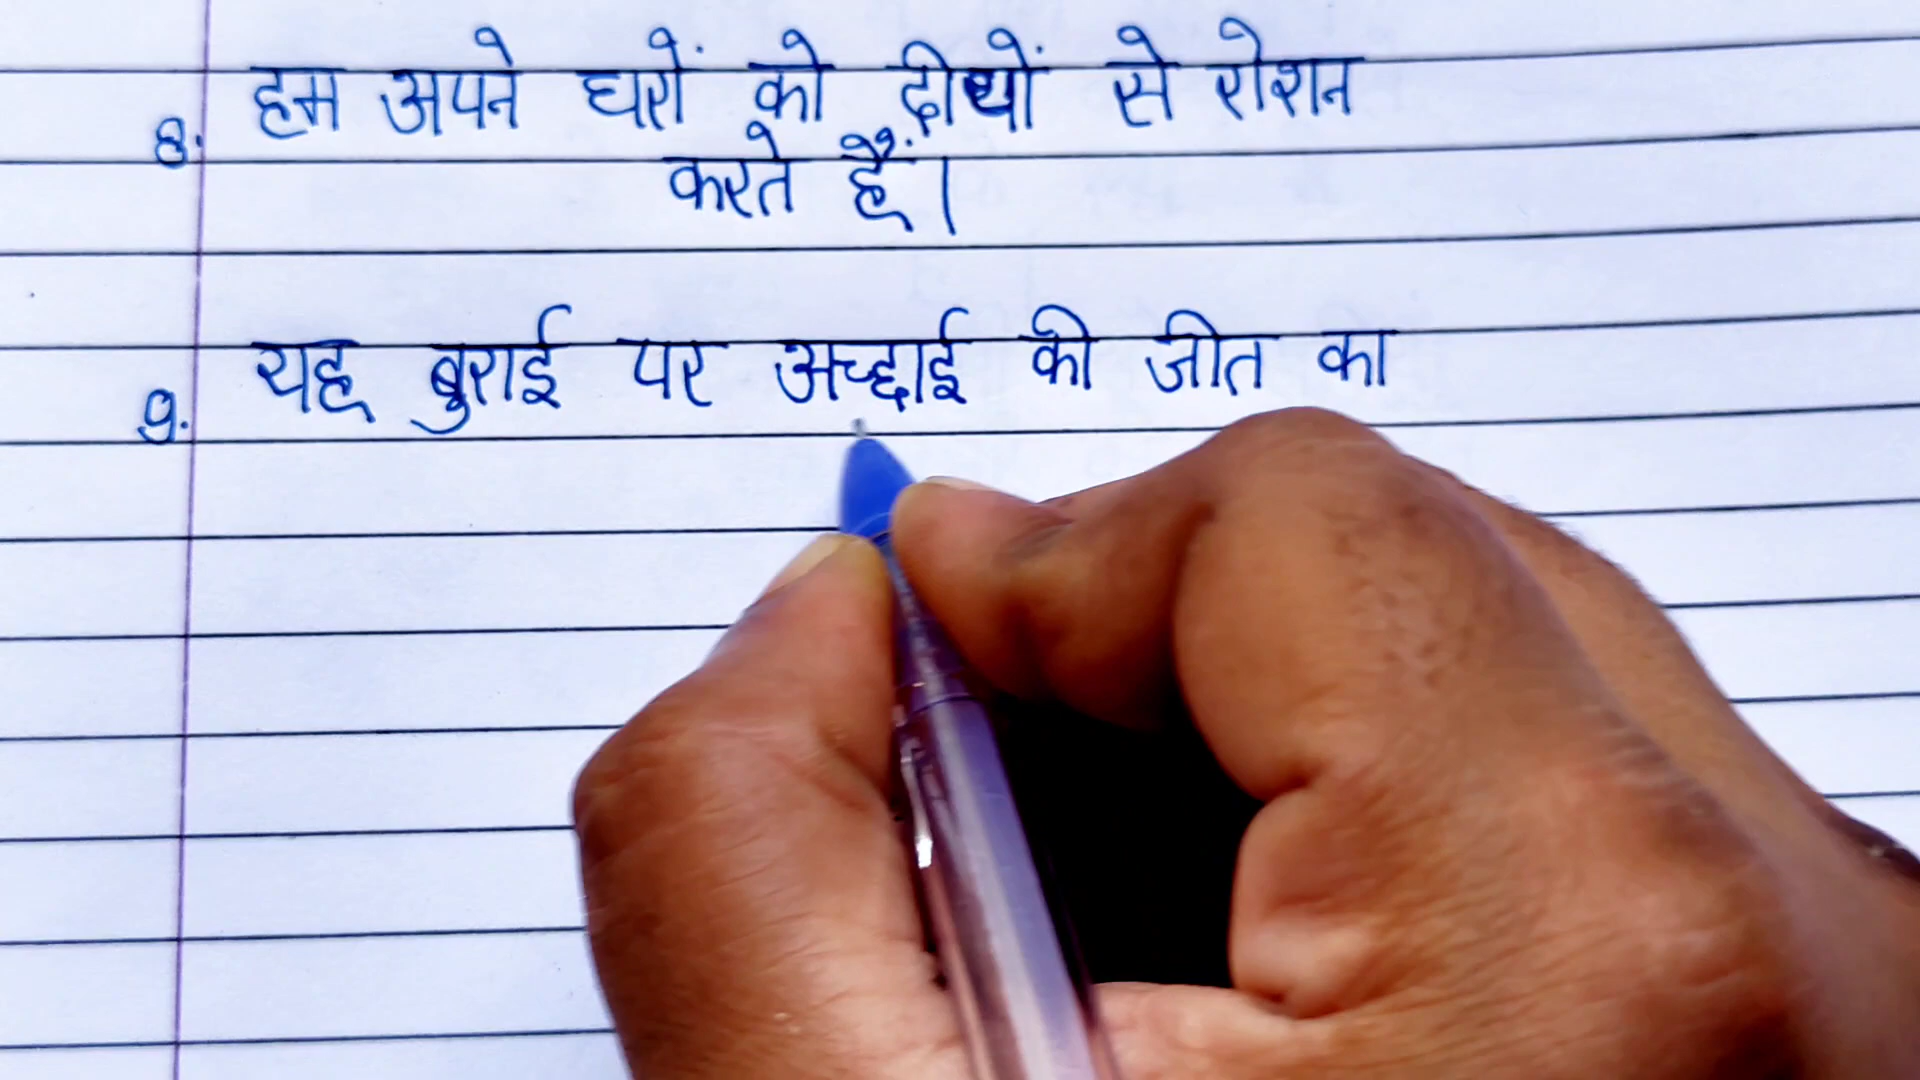 8. हम अपने घरों को दीयों से रोशन
करते हैं।
9. यह बुराई पर अच्छाई की जीत का